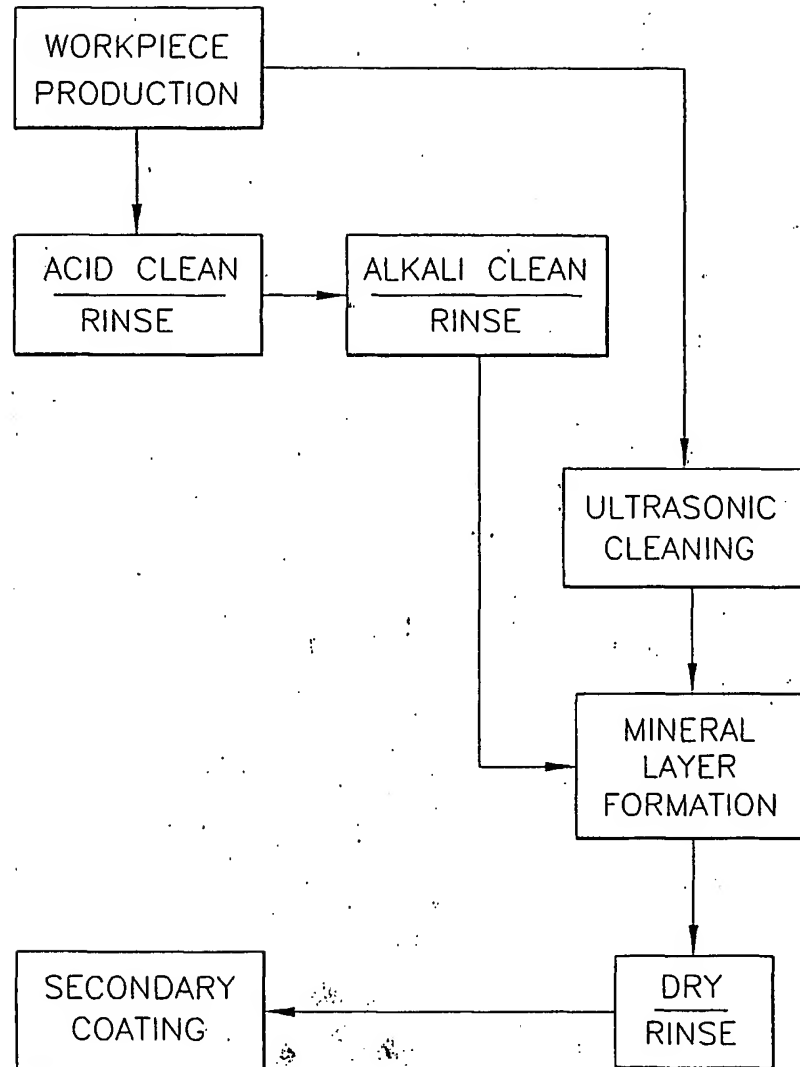 WORKPIECE
PRODUCTION
ACID CLEAN
RINSE
ALKALI CLEAN
RINSE
ULTRASONIC
CLEANING
MINERAL
LAYER
FORMATION
DRY
RINSE
SECONDARY
COATING